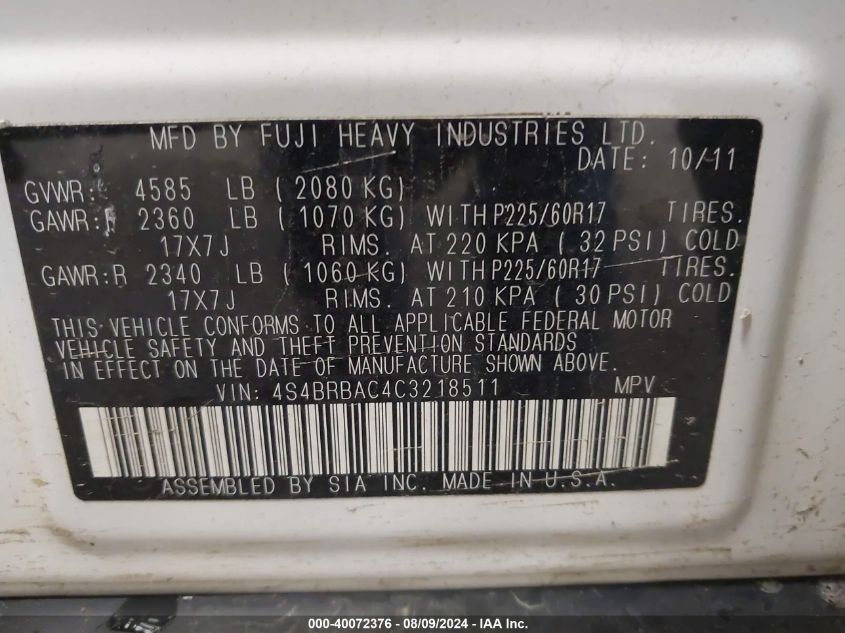 MFD BY FUJI HEAVY INDUSTRIES LTD.
DATE: 10/11
GVWR: 4585 LB (2080 KG)
GAWR: F 2360 LB (1070 KG) WITH P225/60R17 TIRES.
17X7J RIMS. AT 220 KPA (32 PSI) COLD
GAWR: R 2340 LB (1060 KG) WITH P225/60R17 TIRES.
17X7J RIMS. AT 210 KPA (30 PSI) COLD
THIS VEHICLE CONFORMS TO ALL APPLICABLE FEDERAL MOTOR
VEHICLE SAFETY AND THEFT PREVENTION STANDARDS
IN EFFECT ON THE DATE OF MANUFACTURE SHOWN ABOVE.
VIN: 4S4BRBAC4C3218511 MPV
ASSEMBLED BY SIA INC. MADE IN U.S.A.
000-40072376 - 08/09/2024 - IAA Inc.